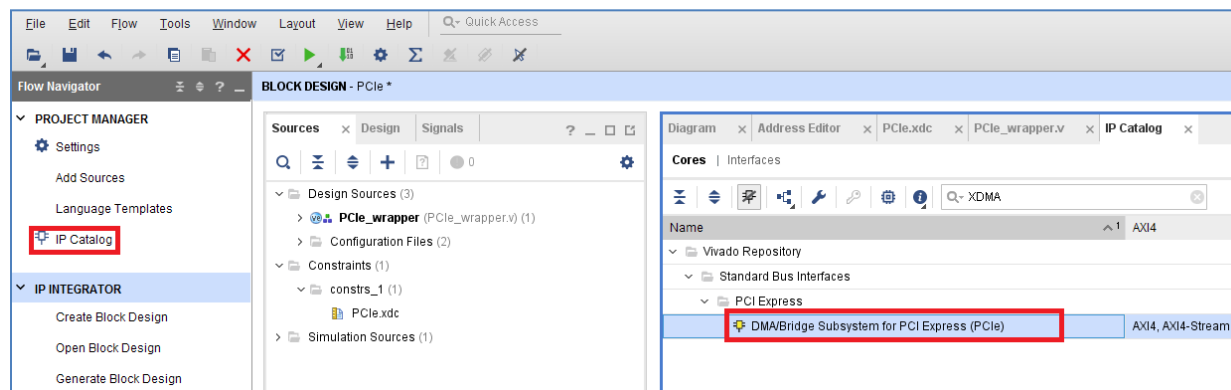 File Edit Flow Tools Window Layout View Help Quick Access
Flow Navigator
BLOCK DESIGN - PCIe *
PROJECT MANAGER
Settings
Add Sources
Language Templates
IP Catalog
IP INTEGRATOR
Create Block Design
Open Block Design
Generate Block Design
Sources Design Signals
0
Design Sources (3)
PCIe_wrapper (PCIe_wrapper.v) (1)
Configuration Files (2)
Constraints (1)
constrs_1 (1)
PCIe.xdc
Simulation Sources (1)
Diagram Address Editor PCIe.xdc PCIe_wrapper.v IP Catalog
Cores | Interfaces
XDMA
Name 1 AXI4
Vivado Repository
Standard Bus Interfaces
PCI Express
DMA/Bridge Subsystem for PCI Express (PCIe) AXI4, AXI4-Stream